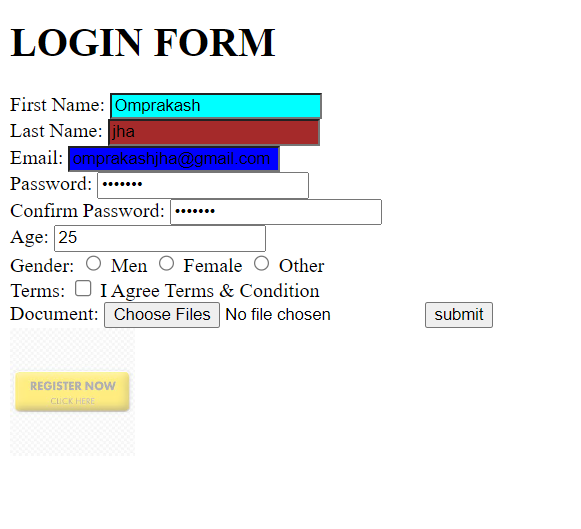 LOGIN FORM
First Name: Omprakash
Last Name: jha
Email: omprakashjha@gmail.com
Password: •••••••
Confirm Password: •••••••
Age: 25
Gender: Men Female Other
Terms: I Agree Terms & Condition
Document: Choose Files No file chosen submit
REGISTER NOW
CLICK HERE